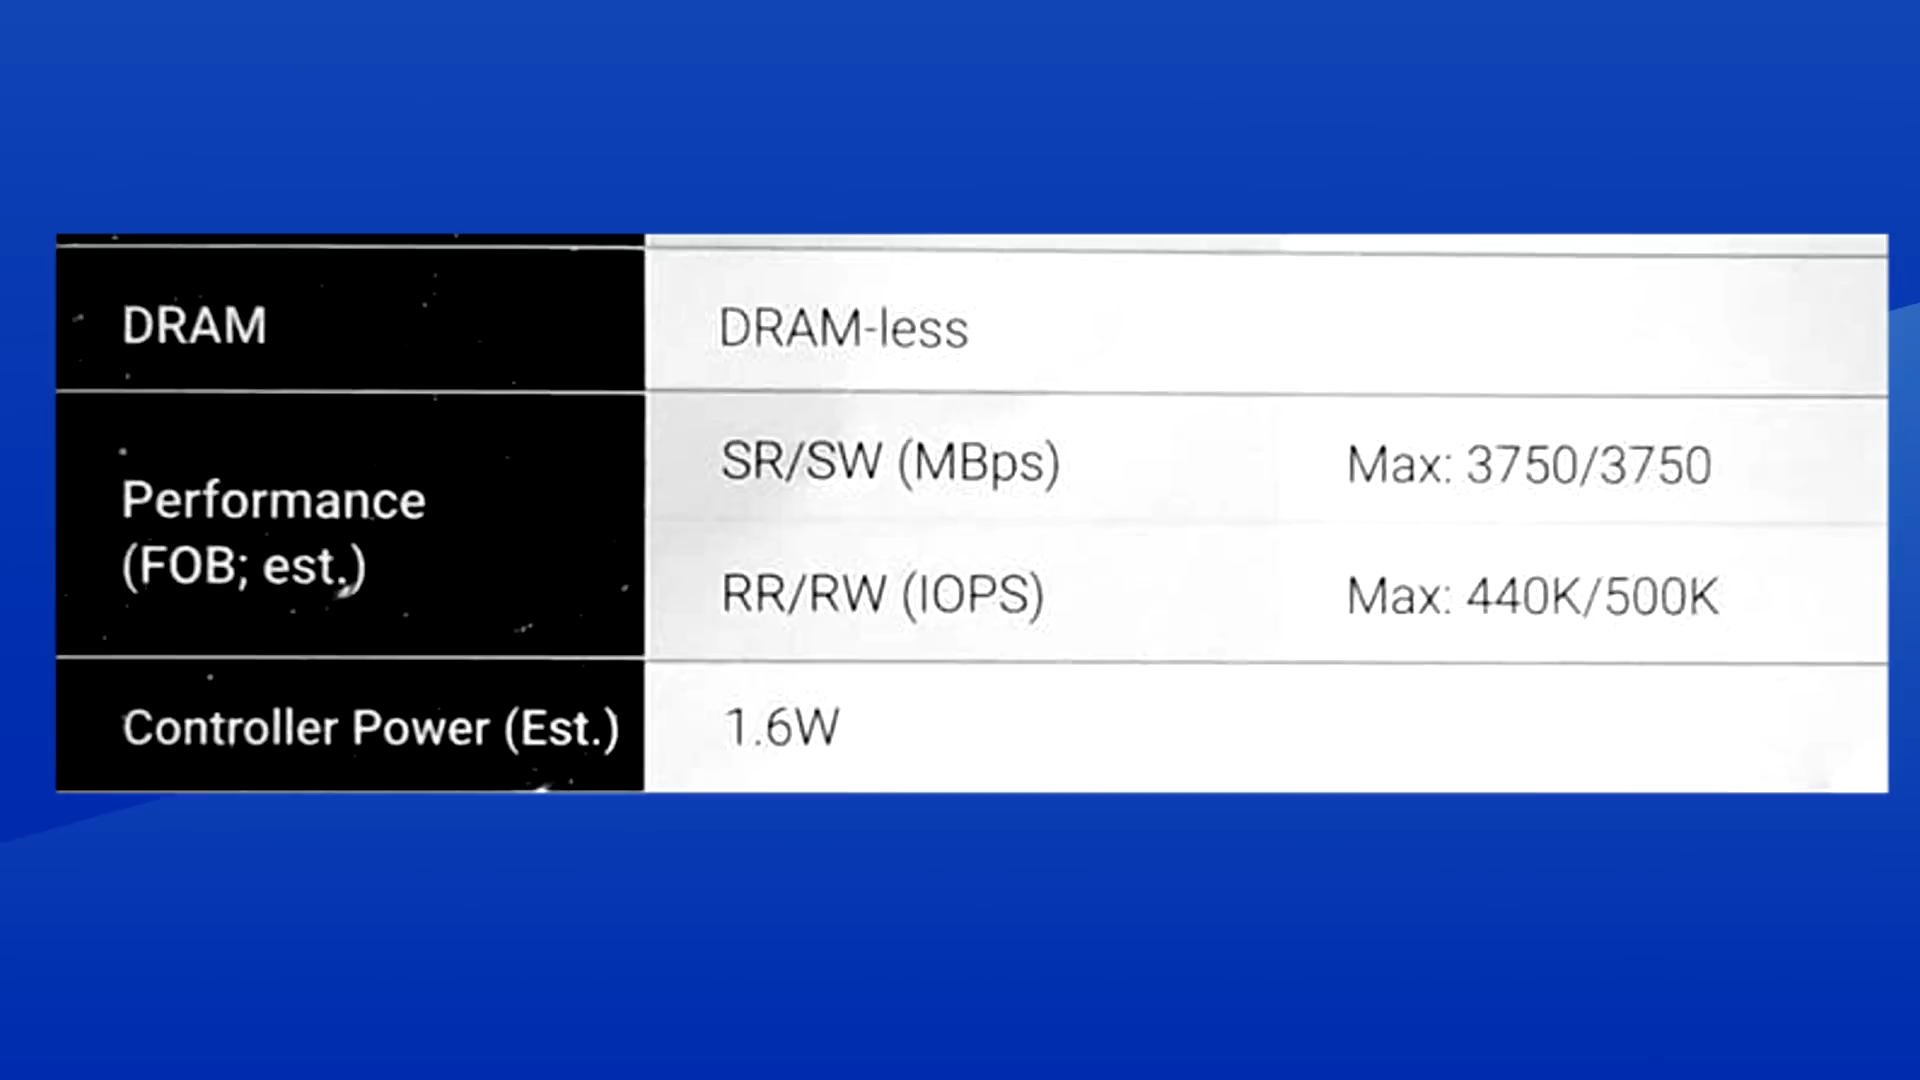 DRAM
DRAM-less
Performance
(FOB; est.)
SR/SW (MBps)
Max: 3750/3750
RR/RW (IOPS)
Max: 440K/500K
Controller Power (Est.)
1.6W